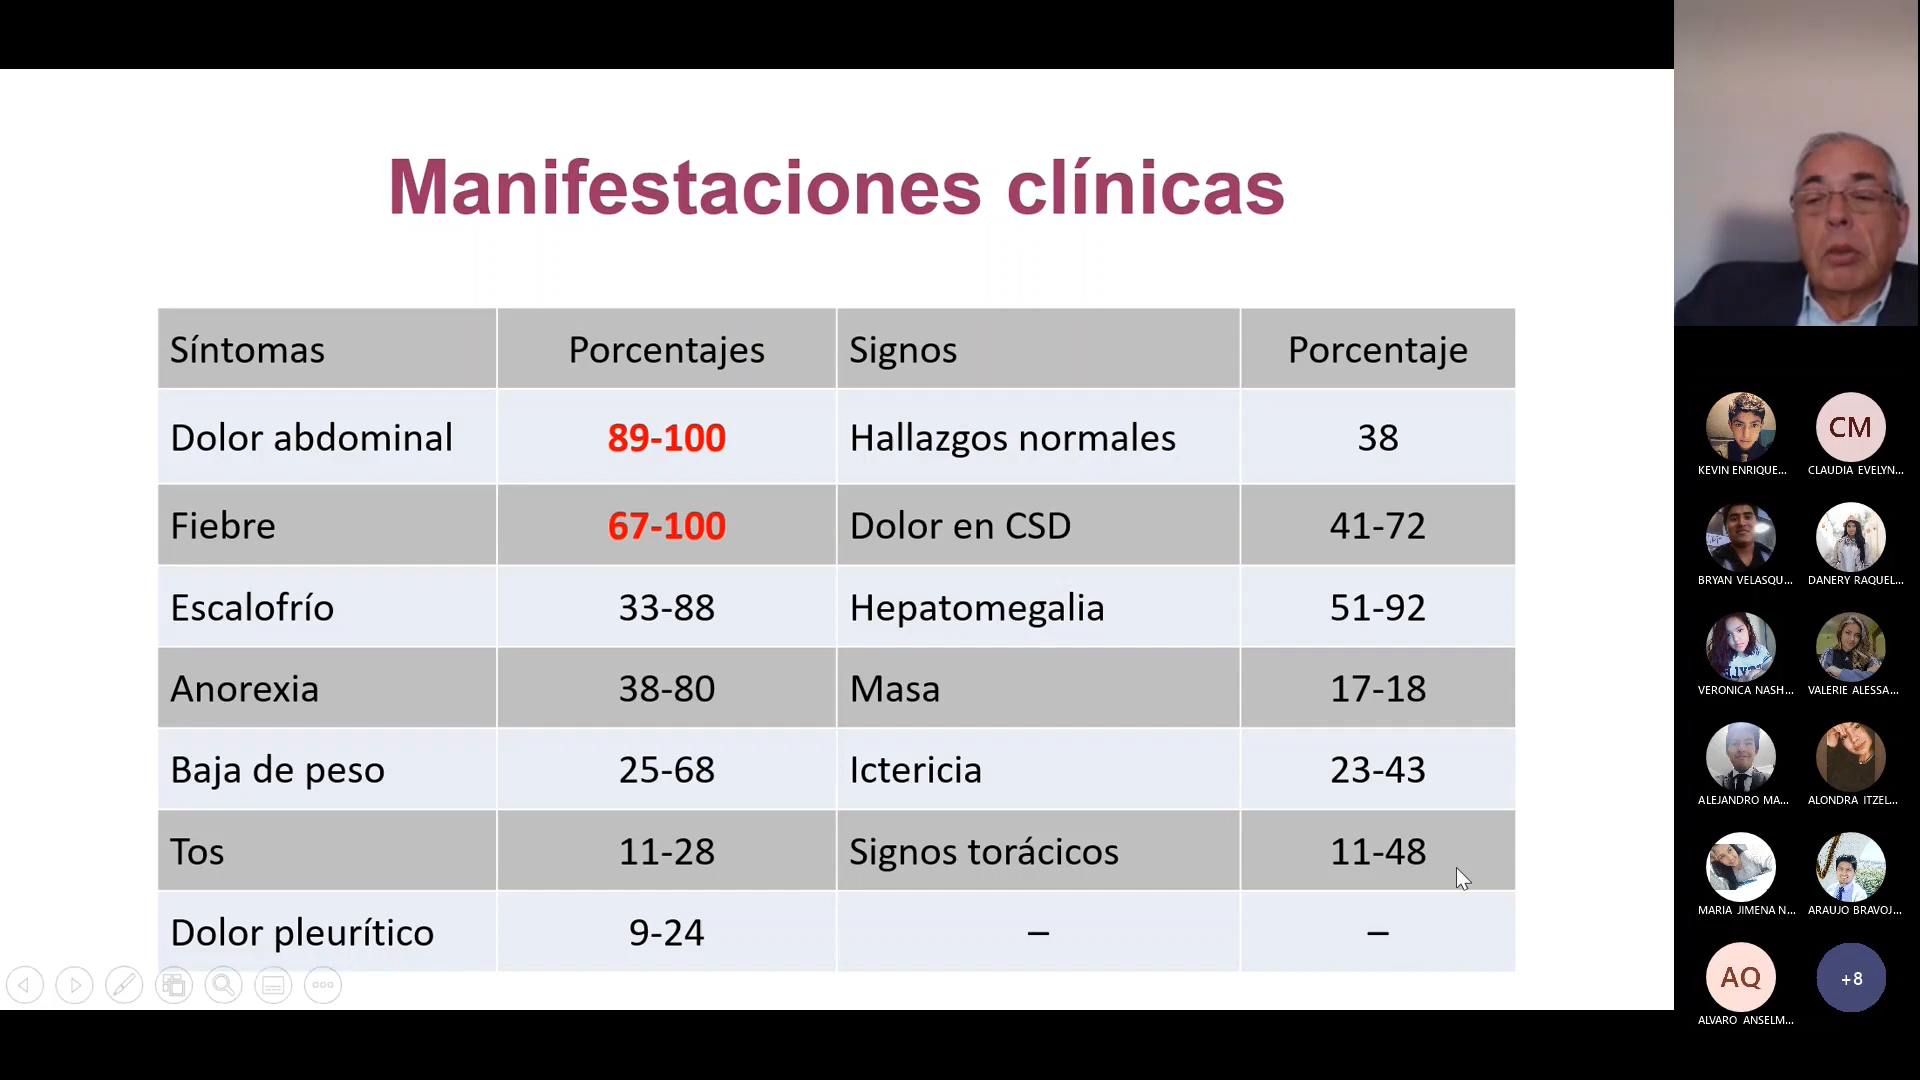 Manifestaciones clínicas
Síntomas Porcentajes Signos Porcentaje
Dolor abdominal 89-100 Hallazgos normales 38
Fiebre 67-100 Dolor en CSD 41-72
Escalofrío 33-88 Hepatomegalia 51-92
Anorexia 38-80 Masa 17-18
Baja de peso 25-68 Ictericia 23-43
Tos 11-28 Signos torácicos 11-48
Dolor pleurítico 9-24 – –
CM
KEVIN ENRIQUE... CLAUDIA EVELYN...
BRYAN VELASQU... DANERY RAQUEL...
VERONICA NASH... VALERIE ALESSA...
ALEJANDRO MA... ALONDRA ITZEL...
MARIA JIMENA N... ARAUJO BRAVOJ...
AQ +8
ALVARO ANSELM...